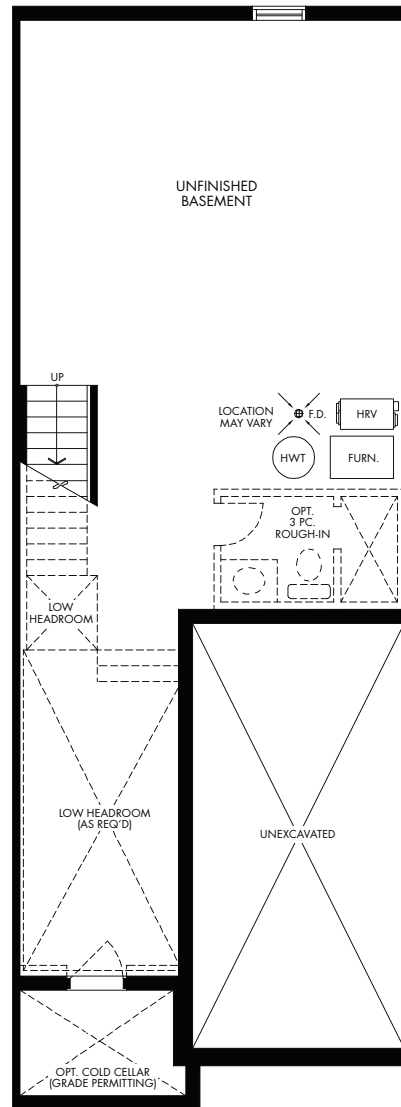 UNFINISHED
BASEMENT
UP
LOCATION
MAY VARY
F.D.
HRV
HWT
FURN.
OPT.
3 PC.
ROUGH-IN
LOW
HEADROOM
LOW HEADROOM
(AS REQ'D)
UNEXCAVATED
OPT. COLD CELLAR
(GRADE PERMITTING)